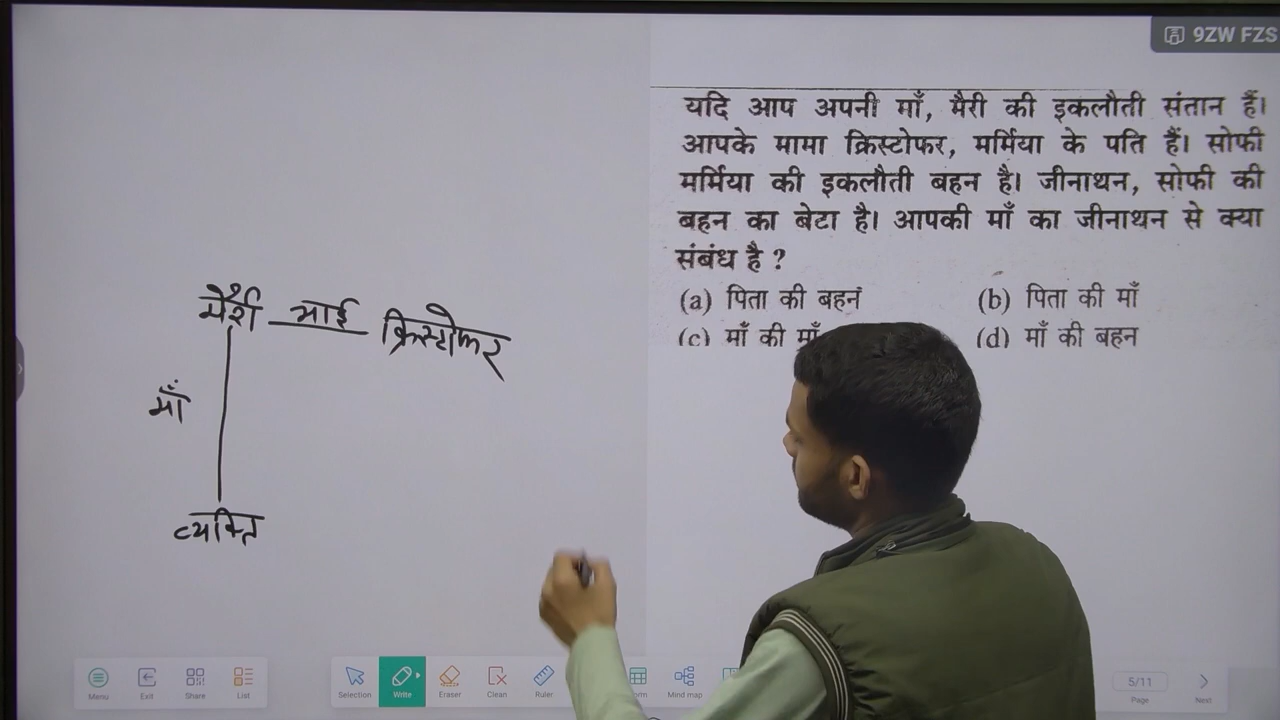 9ZW FZS
यदि आप अपनी माँ, मैरी की इकलौती संतान हैं।
आपके मामा क्रिस्टोफर, मर्मिया के पति हैं। सोफी
मर्मिया की इकलौती बहन है। जीनाथन, सोफी की
बहन का बेटा है। आपकी माँ का जीनाथन से क्या
संबंध है ?
(a) पिता की बहन (b) पिता की माँ
(c) माँ की माँ (d) माँ की बहन
मैरी भाई क्रिस्टोफर
माँ
व्यक्ति
Menu Exit Share List Selection Write Eraser Clean Ruler Mind map 5/11 Page Next